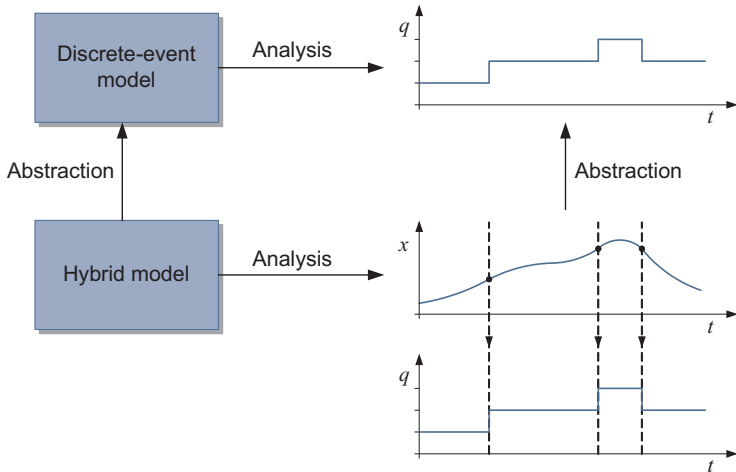 Discrete-event
model
Analysis
q
t
Abstraction
Abstraction
Hybrid model
Analysis
x
t
q
t